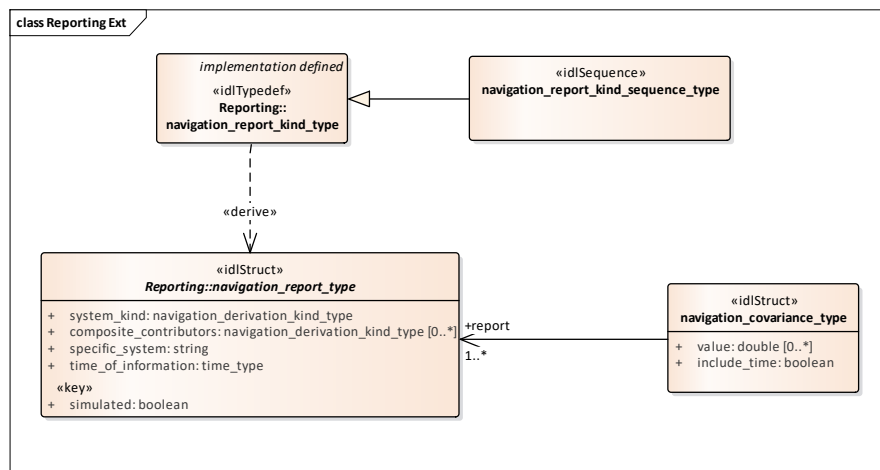 class Reporting Ext
implementation defined
«idlTypedef»
Reporting::
navigation_report_kind_type
«idlSequence»
navigation_report_kind_sequence_type
«derive»
«idlStruct»
Reporting::navigation_report_type
+ system_kind: navigation_derivation_kind_type
+ composite_contributors: navigation_derivation_kind_type [0..*]
+ specific_system: string
+ time_of_information: time_type
«key»
+ simulated: boolean
+report
1..*
«idlStruct»
navigation_covariance_type
+ value: double [0..*]
+ include_time: boolean